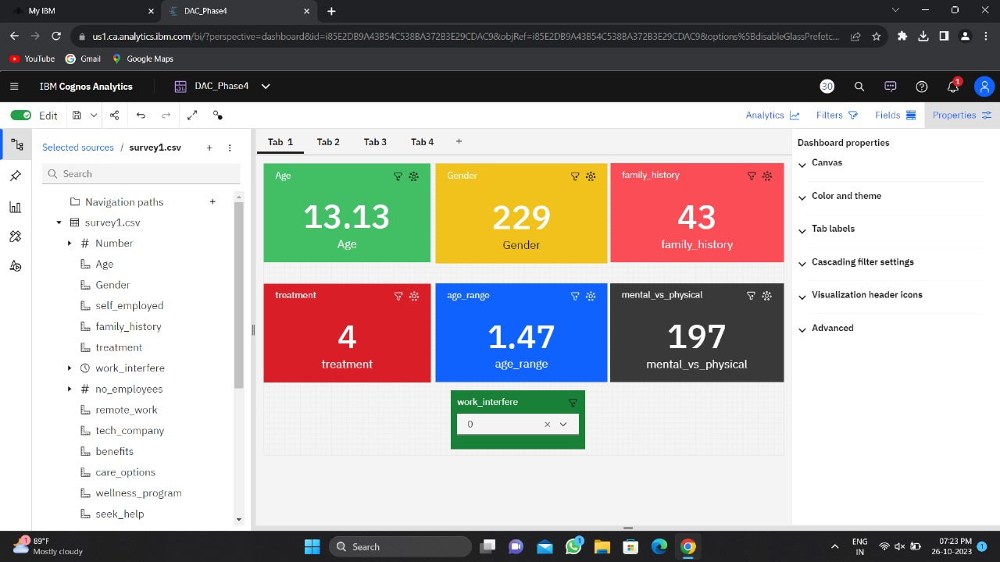 My IBM
DAC_Phase4
us1.ca.analytics.ibm.com/bi/?perspective=dashboard&id=i85E2DB9A43B54C538BA372B3E29CDAC9&objRef=i85E2DB9A43B54C538BA372B3E29CDAC9&options%5BdisableGlassPrefetc...
YouTube
Gmail
Google Maps
IBM Cognos Analytics
DAC_Phase4
30
1
Edit
Analytics
Filters
Fields
Properties
Selected sources / survey1.csv
Search
Navigation paths
survey1.csv
Number
Age
Gender
self_employed
family_history
treatment
work_interfere
no_employees
remote_work
tech_company
benefits
care_options
wellness_program
seek_help
Tab 1
Tab 2
Tab 3
Tab 4
Age
13.13
Age
Gender
229
Gender
family_history
43
family_history
treatment
4
treatment
age_range
1.47
age_range
mental_vs_physical
197
mental_vs_physical
work_interfere
0
Dashboard properties
Canvas
Color and theme
Tab labels
Cascading filter settings
Visualization header icons
Advanced
1
89°F
Mostly cloudy
Search
1
ENG
IN
07:23 PM
26-10-2023
1